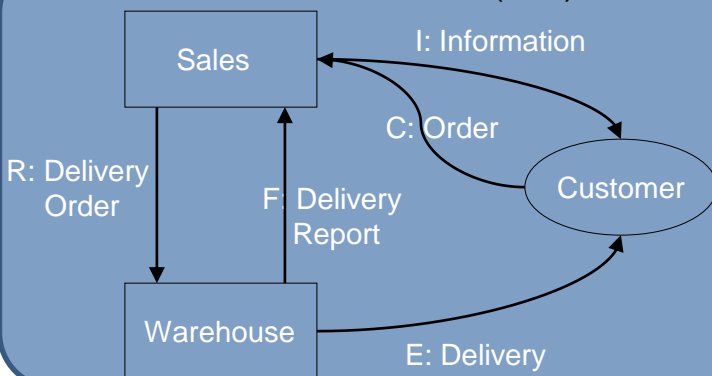 I: Information
Sales
C: Order
R: Delivery
Order
F: Delivery
Report
Customer
Warehouse
E: Delivery